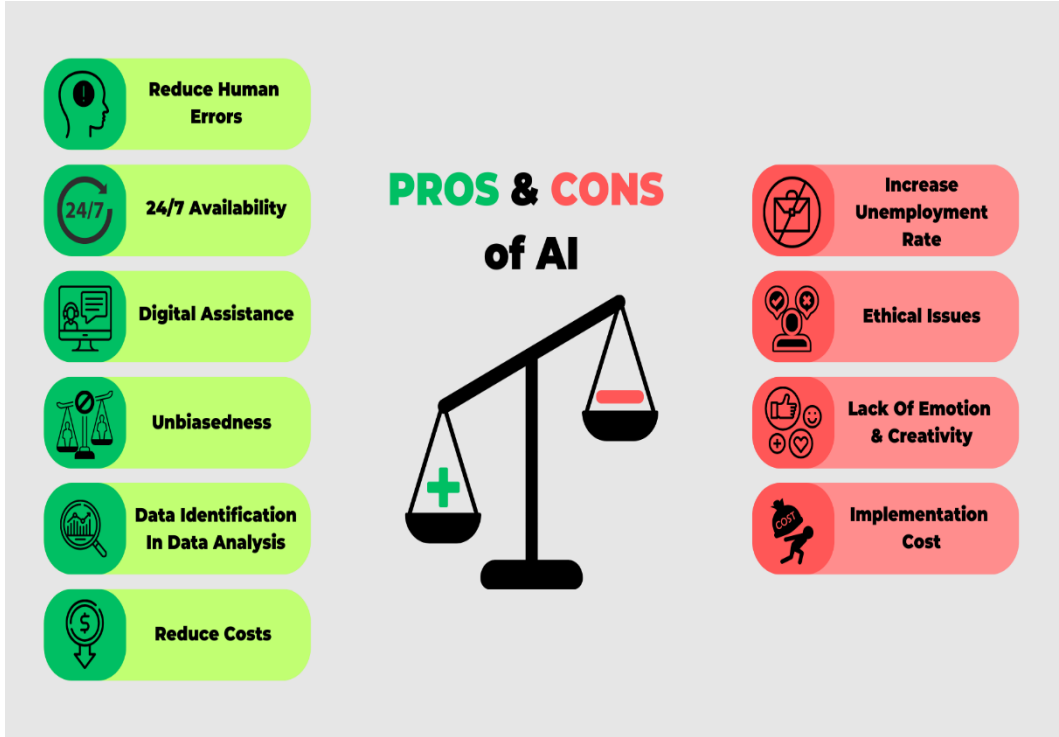 Reduce Human
Errors
24/7
24/7 Availability
Digital Assistance
Unbiasedness
Data Identification
In Data Analysis
$
Reduce Costs
PROS & CONS
of AI
Increase
Unemployment
Rate
Ethical Issues
Lack Of Emotion
& Creativity
COST
Implementation
Cost